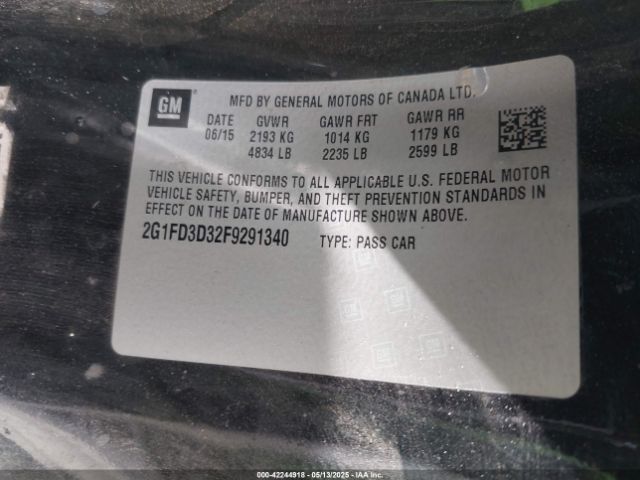 GM
MFD BY GENERAL MOTORS OF CANADA LTD.
DATE GVWR GAWR FRT GAWR RR
06/15 2193 KG 1014 KG 1179 KG
4834 LB 2235 LB 2599 LB
THIS VEHICLE CONFORMS TO ALL APPLICABLE U.S. FEDERAL MOTOR
VEHICLE SAFETY, BUMPER, AND THEFT PREVENTION STANDARDS IN
EFFECT ON THE DATE OF MANUFACTURE SHOWN ABOVE.
2G1FD3D32F9291340 TYPE: PASS CAR
000-42244918 - 05/13/2025 - IAA Inc.